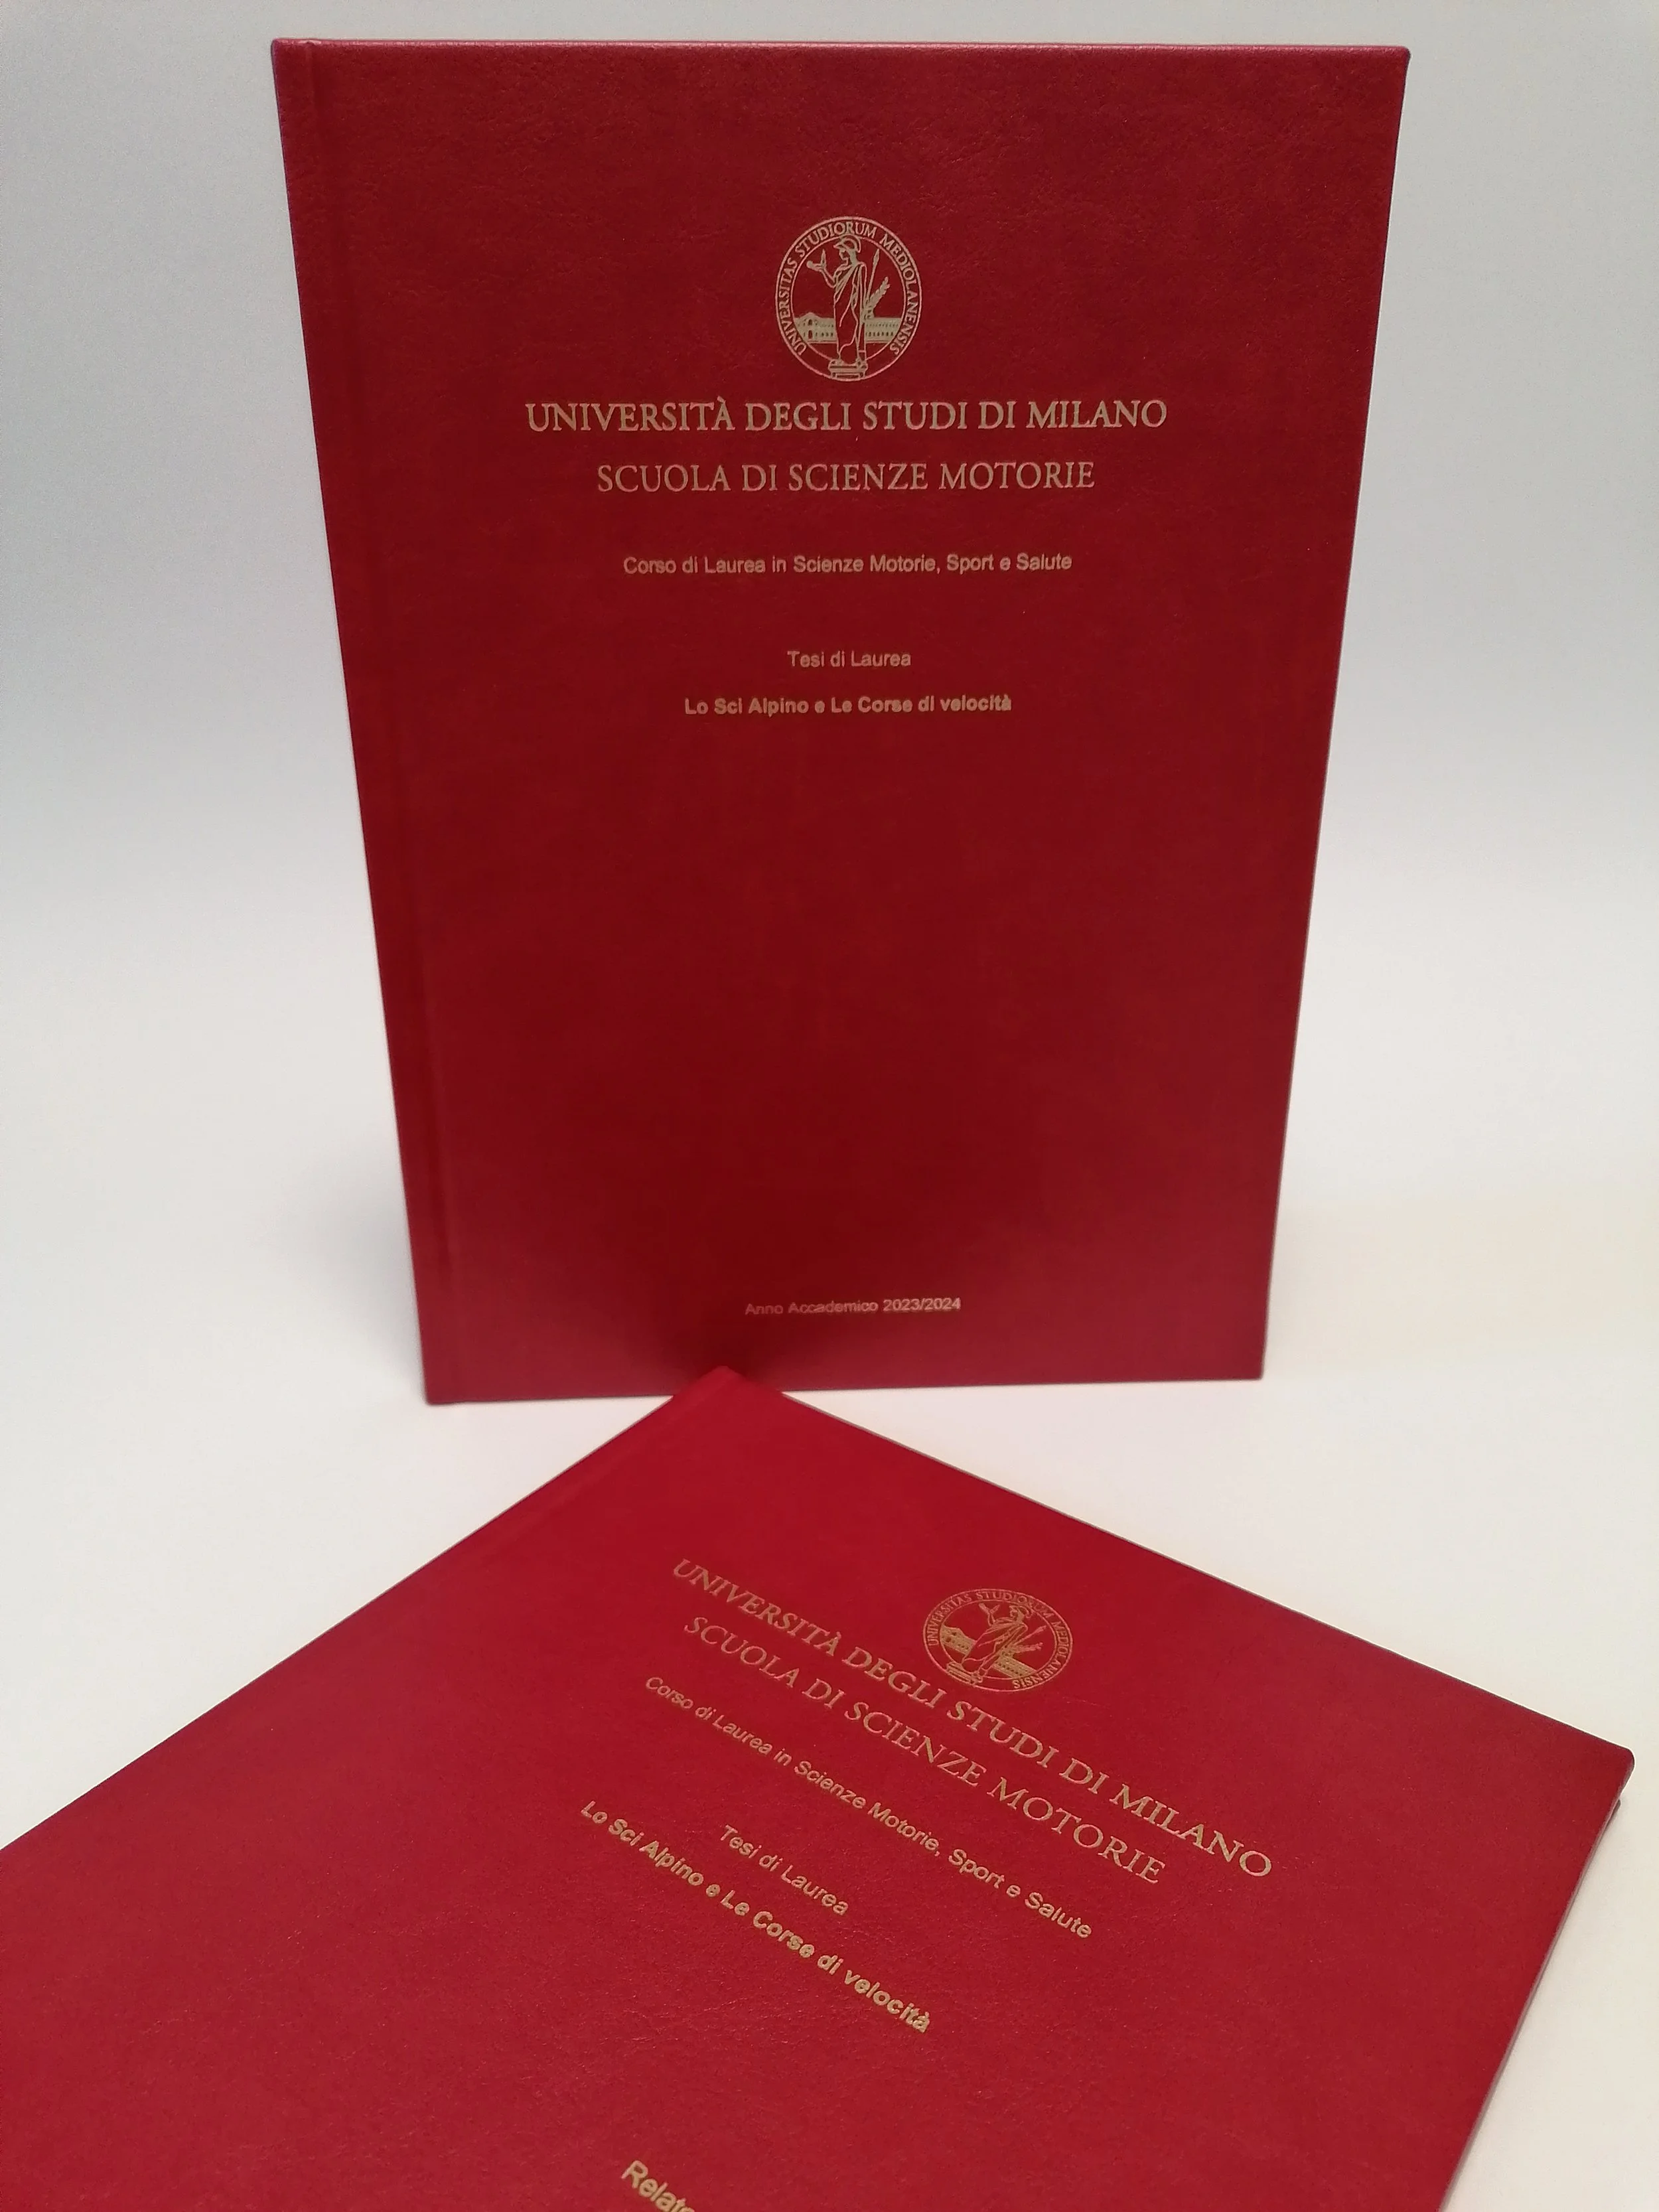 UNIVERSITAS STUDIORUM MEDIOLANENSIS
UNIVERSITÀ DEGLI STUDI DI MILANO
SCUOLA DI SCIENZE MOTORIE
Corso di Laurea in Scienze Motorie, Sport e Salute
Tesi di Laurea
Lo Sci Alpino e Le Corse di velocità
Anno Accademico 2023/2024
UNIVERSITAS STUDIORUM MEDIOLANENSIS
UNIVERSITÀ DEGLI STUDI DI MILANO
SCUOLA DI SCIENZE MOTORIE
Corso di Laurea in Scienze Motorie, Sport e Salute
Tesi di Laurea
Lo Sci Alpino e Le Corse di velocità